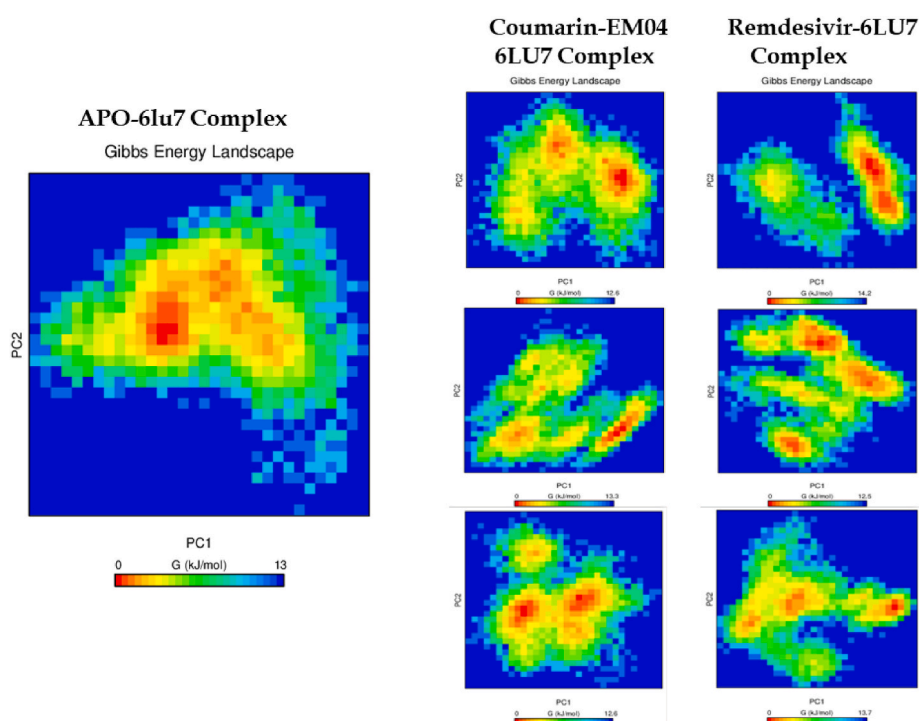 APO-6lu7 Complex
Gibbs Energy Landscape
PC2
PC1
0 G (kJ/mol) 13
Coumarin-EM04
6LU7 Complex
Gibbs Energy Landscape
PC2
PC1
0 G (kJ/mol) 12.6
PC2
PC1
0 G (kJ/mol) 13.3
PC2
PC1
0 G (kJ/mol) 12.6
Remdesivir-6LU7
Complex
Gibbs Energy Landscape
PC2
PC1
0 G (kJ/mol) 14.2
PC2
PC1
0 G (kJ/mol) 12.5
PC2
PC1
0 G (kJ/mol) 13.7